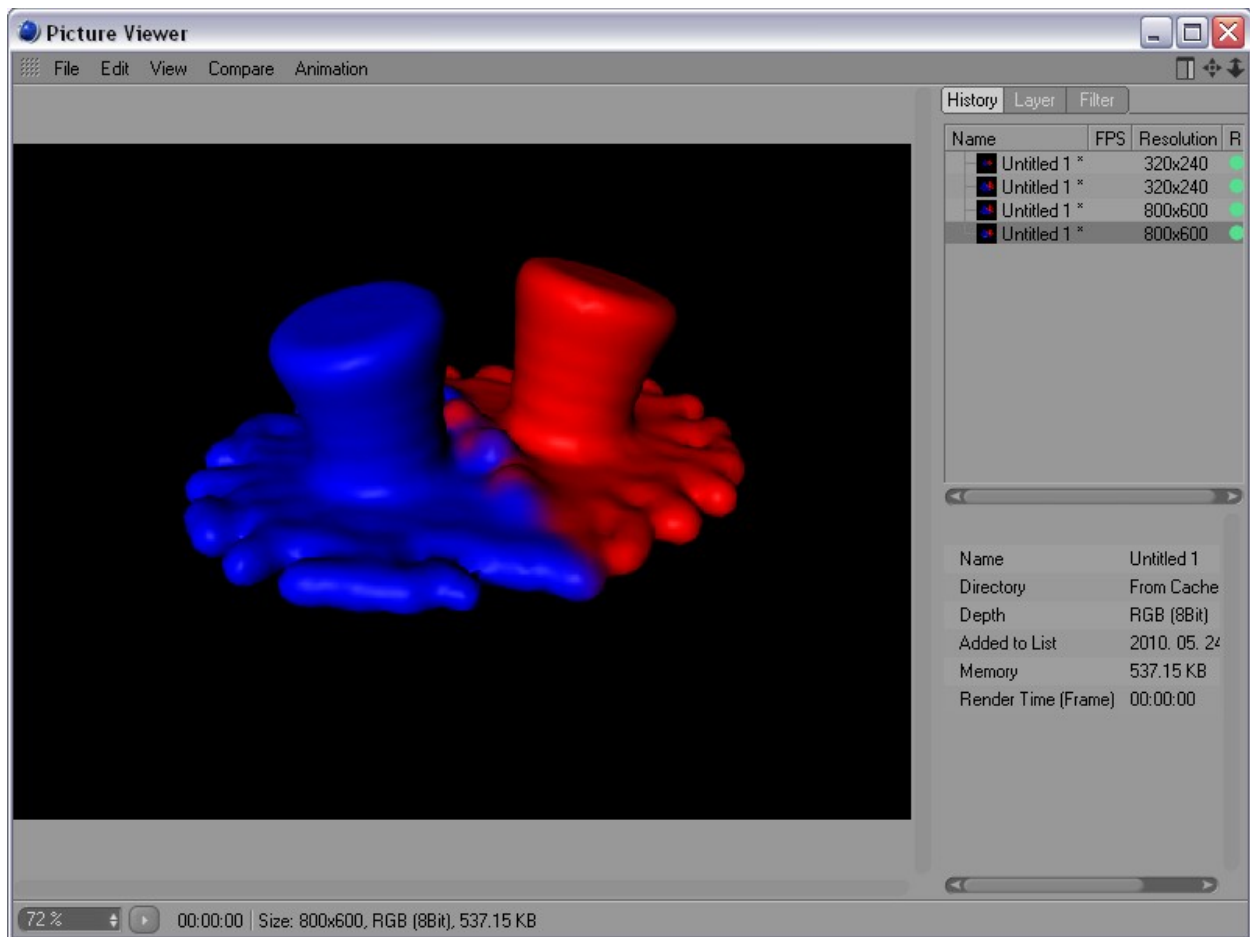 Picture Viewer
File Edit View Compare Animation
History Layer Filter
Name FPS Resolution R
Untitled 1 * 320x240
Untitled 1 * 320x240
Untitled 1 * 800x600
Untitled 1 * 800x600
Name Untitled 1
Directory From Cache
Depth RGB (8Bit)
Added to List 2010. 05. 24
Memory 537.15 KB
Render Time (Frame) 00:00:00
72 % 00:00:00 Size: 800x600, RGB (8Bit), 537.15 KB